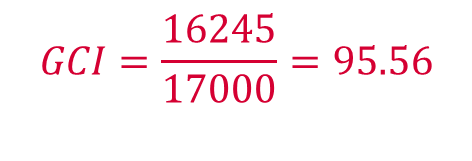 GCI = 16245 / 17000 = 95.56